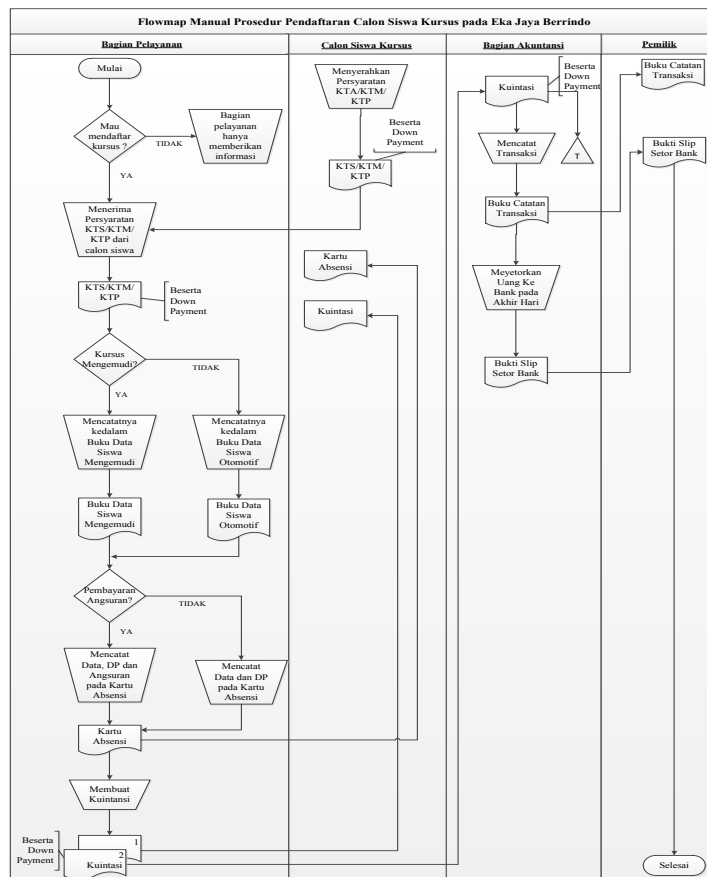 Flowmap Manual Prosedur Pendaftaran Calon Siswa Kursus pada Eka Jaya Berrindo
Bagian Pelayanan
Calon Siswa Kursus
Bagian Akuntansi
Pemilik
Mulai
Mau
mendaftar
kursus ?
TIDAK
Bagian
pelayanan
hanya
memberikan
informasi
YA
Menerima
Persyaratan
KTS/KTM/
KTP dari
calon siswa
KTS/KTM/
KTP
Beserta
Down
Payment
Kursus
Mengemudi?
TIDAK
YA
Mencatatnya
kedalam
Buku Data
Siswa
Mengemudi
Mencatatnya
kedalam
Buku Data
Siswa
Otomotif
Buku Data
Siswa
Mengemudi
Buku Data
Siswa
Otomotif
Pembayaran
Angsuran?
TIDAK
YA
Mencatat
Data, DP dan
Angsuran
pada Kartu
Absensi
Mencatat
Data dan DP
pada Kartu
Absensi
Kartu
Absensi
Membuat
Kuintansi
1
2
Kuintasi
Beserta
Down
Payment
Menyerahkan
Persyaratan
KTA/KTM/
KTP
Beserta
Down
Payment
KTS/KTM/
KTP
Kartu
Absensi
Kuintasi
Kuintasi
Beserta
Down
Payment
T
Mencatat
Transaksi
Buku Catatan
Transaksi
Meyetorkan
Uang Ke
Bank pada
Akhir Hari
Bukti Slip
Setor Bank
Buku Catatan
Transaksi
Bukti Slip
Setor Bank
Selesai